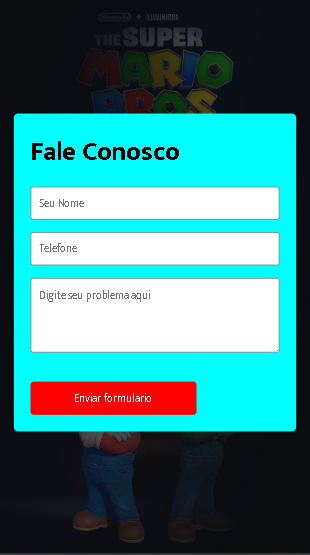 Nintendo + ILLUMINATION
THE SUPER
MARIO
BROS
Fale Conosco
Seu Nome
Telefone
Digite seu problema aqui
Enviar formulario